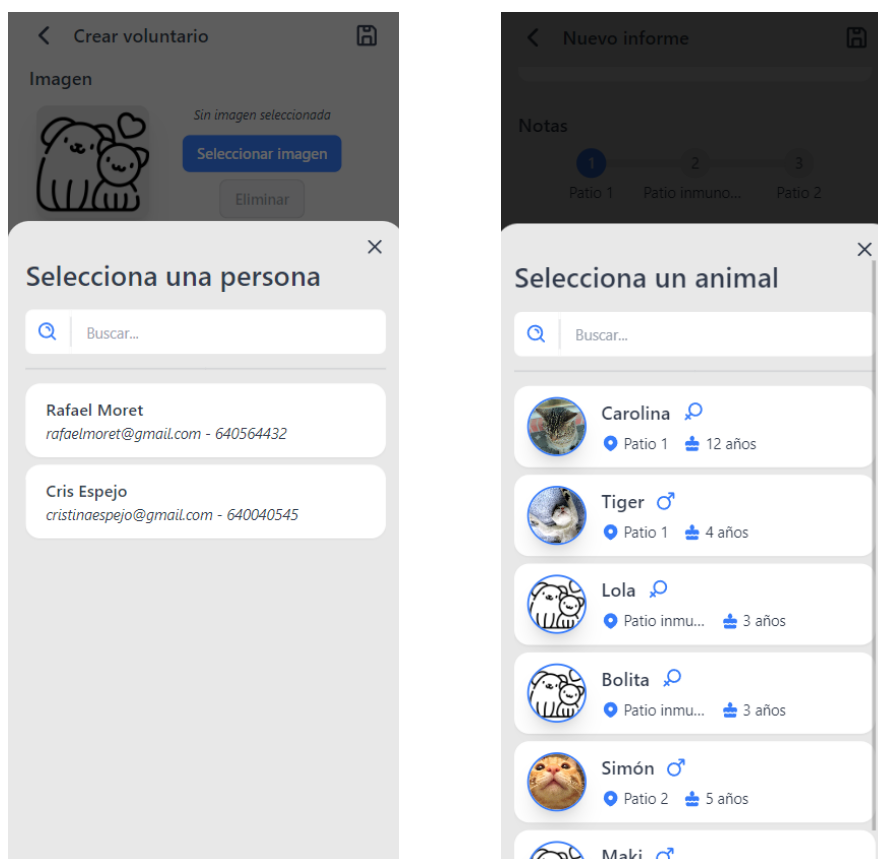 Crear voluntario
Imagen
Sin imagen seleccionada
Seleccionar imagen
Eliminar
Selecciona una persona
Buscar...
Rafael Moret
rafaelmoret@gmail.com - 640564432
Cris Espejo
cristinaespejo@gmail.com - 640040545
Nuevo informe
Notas
1 2 3
Patio 1 Patio inmuno... Patio 2
Selecciona un animal
Buscar...
Carolina
Patio 1 12 años
Tiger
Patio 1 4 años
Lola
Patio inmu... 3 años
Bolita
Patio inmu... 3 años
Simón
Patio 2 5 años
Maki